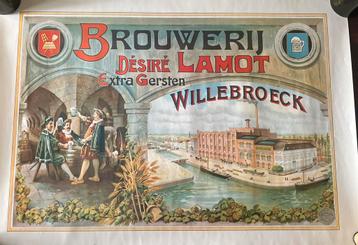 BROUWERIJ
DÉSIRÉ LAMOT
Extra Gersten
WILLEBROECK